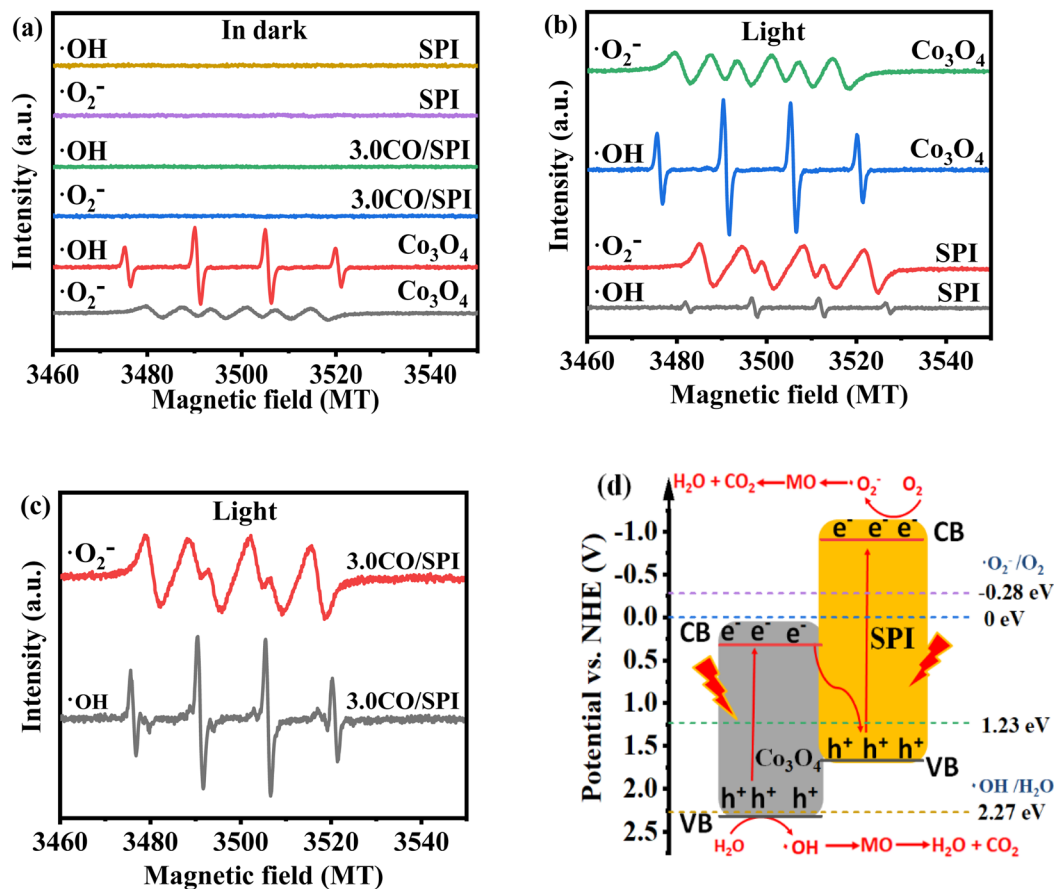 (a)
In dark
·OH
SPI
·O₂⁻
SPI
·OH
3.0CO/SPI
·O₂⁻
3.0CO/SPI
·OH
Co₃O₄
·O₂⁻
Co₃O₄
Intensity (a.u.)
3460 3480 3500 3520 3540
Magnetic field (MT)
(b)
Light
·O₂⁻
Co₃O₄
·OH
Co₃O₄
·O₂⁻
SPI
·OH
SPI
Intensity (a.u.)
3460 3480 3500 3520 3540
Magnetic field (MT)
(c)
Light
·O₂⁻
3.0CO/SPI
·OH
3.0CO/SPI
Intensity (a.u.)
3460 3480 3500 3520 3540
Magnetic field (MT)
(d)
H₂O + CO₂ MO ·O₂⁻ O₂
e⁻ e⁻ e⁻
CB
·O₂⁻/O₂
-0.28 eV
0 eV
CB
e⁻ e⁻ e⁻
SPI
1.23 eV
h⁺ h⁺ h⁺
VB
Co₃O₄
h⁺ h⁺ h⁺
·OH/H₂O
2.27 eV
VB
H₂O ·OH MO H₂O + CO₂
Potential vs. NHE (V)
-1.0
-0.5
0.0
0.5
1.0
1.5
2.0
2.5